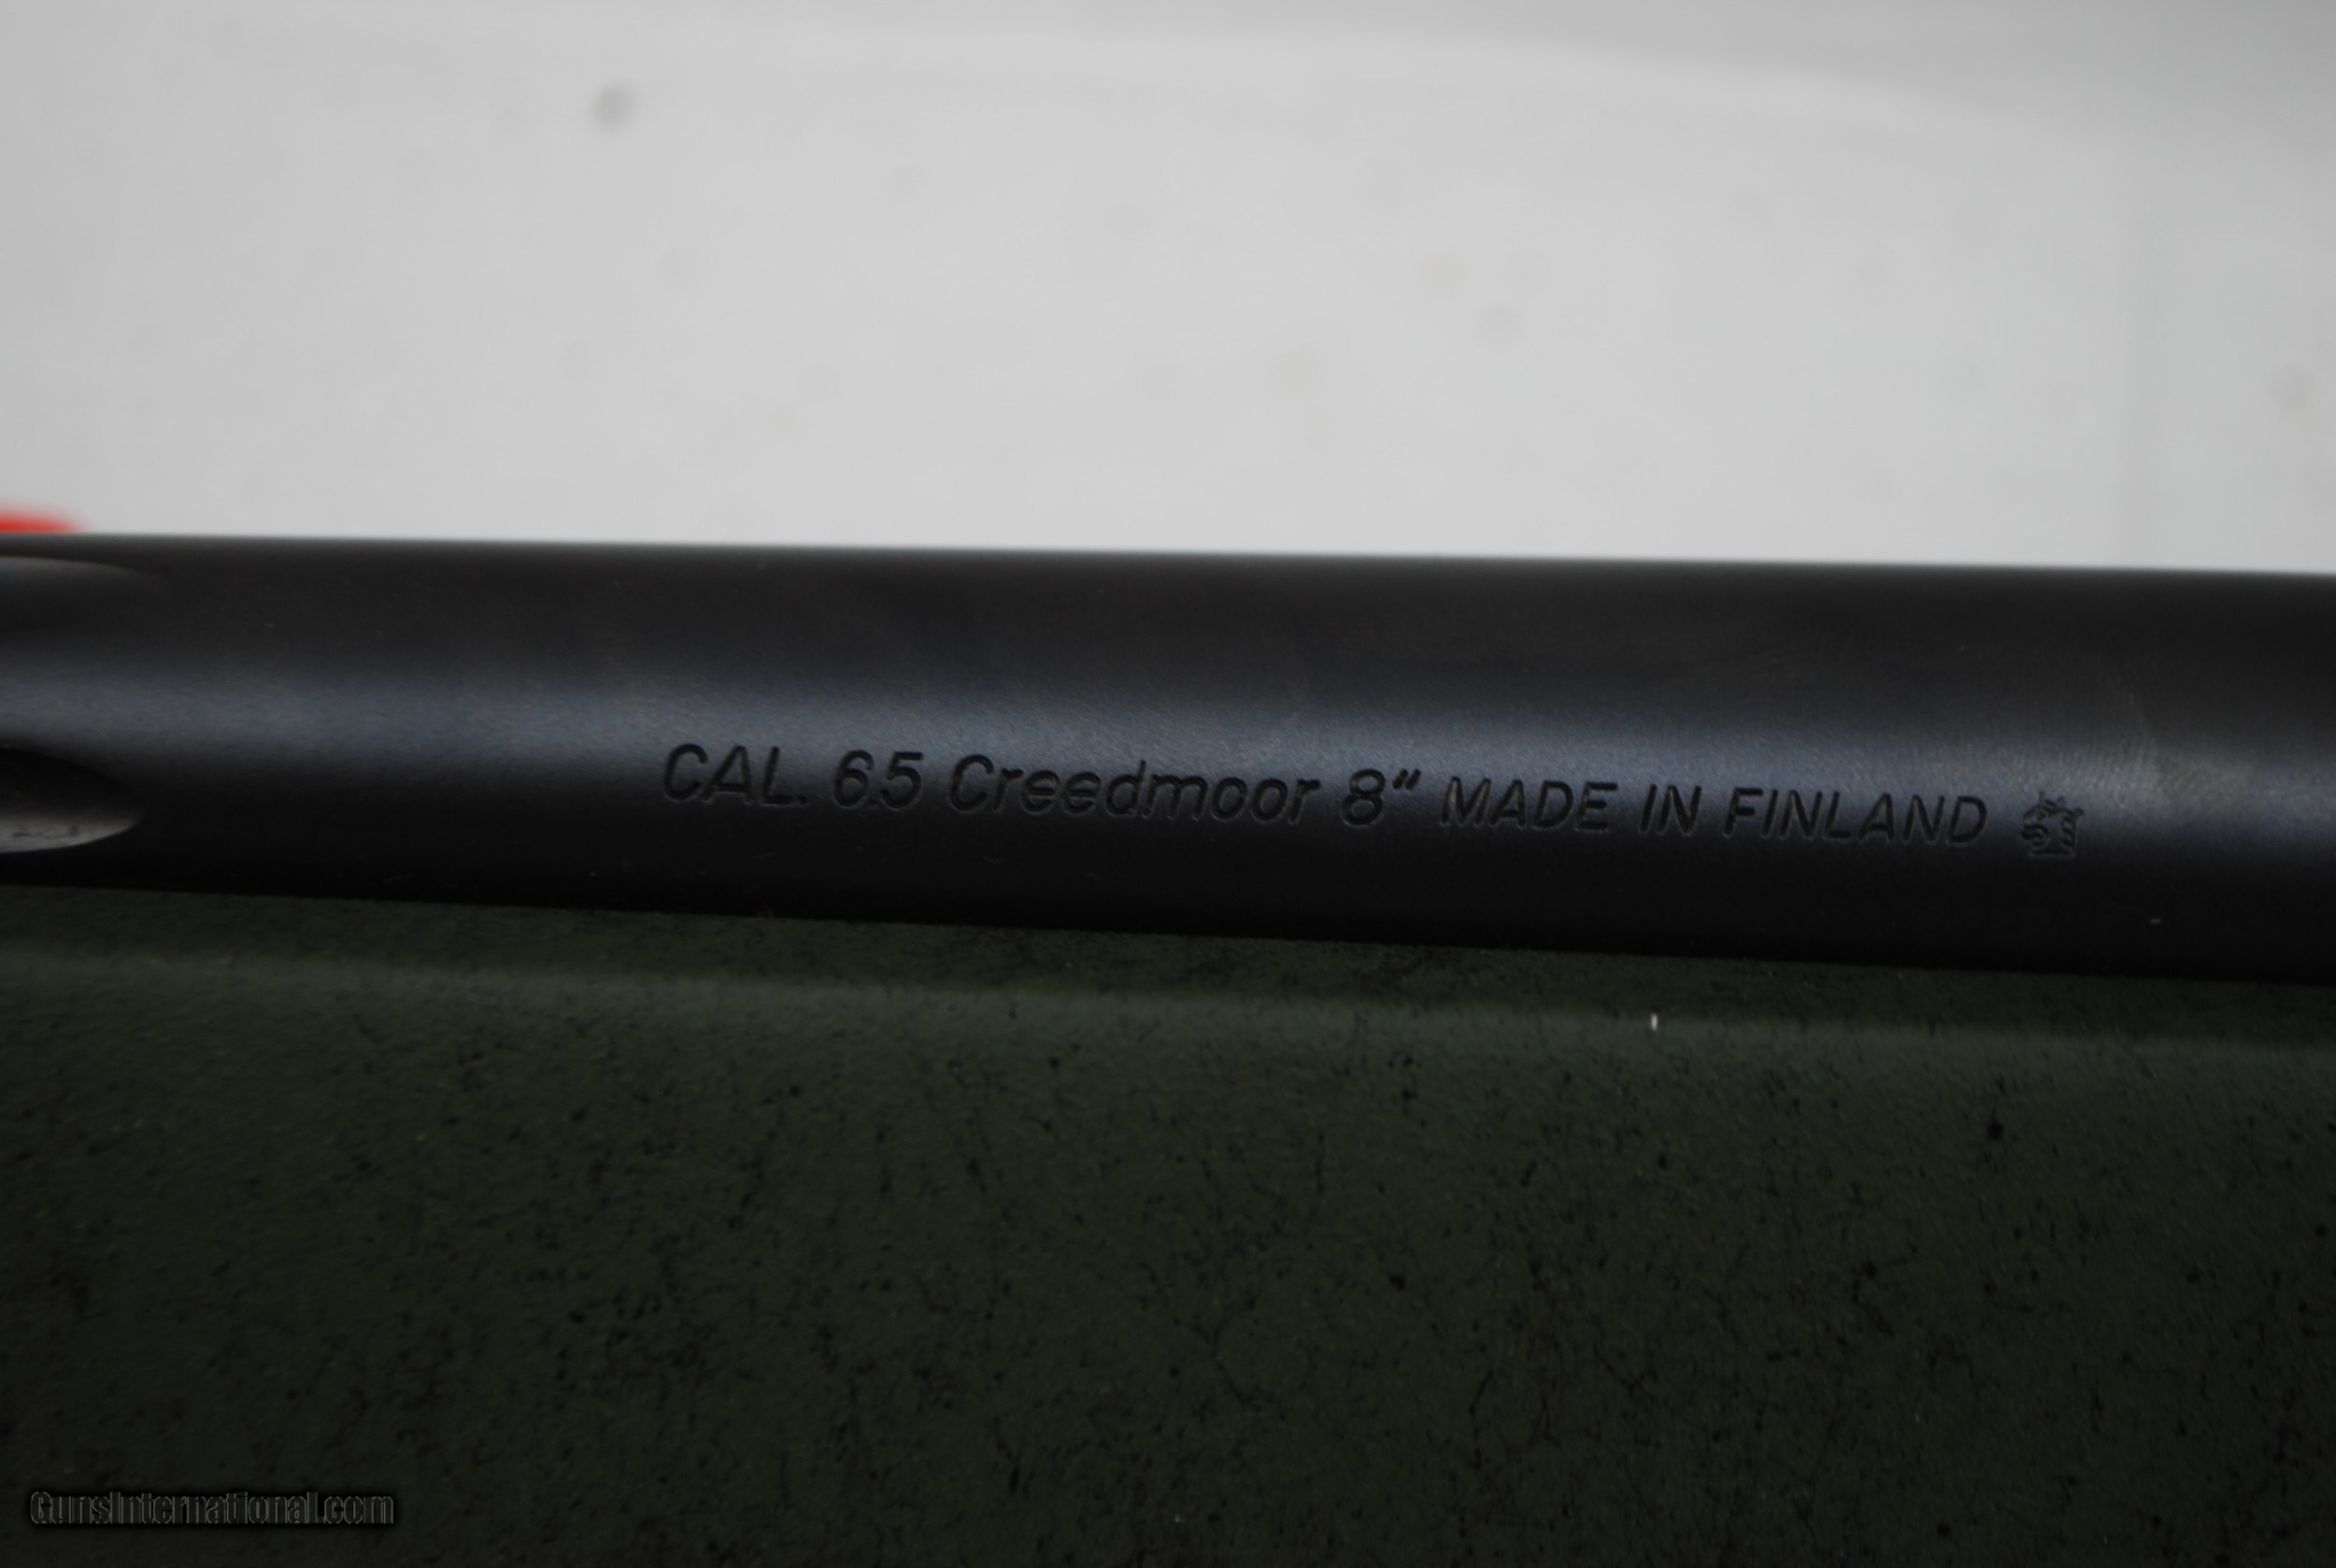 CAL. 6.5 Creedmoor 8" MADE IN FINLAND
GunsInternational.com